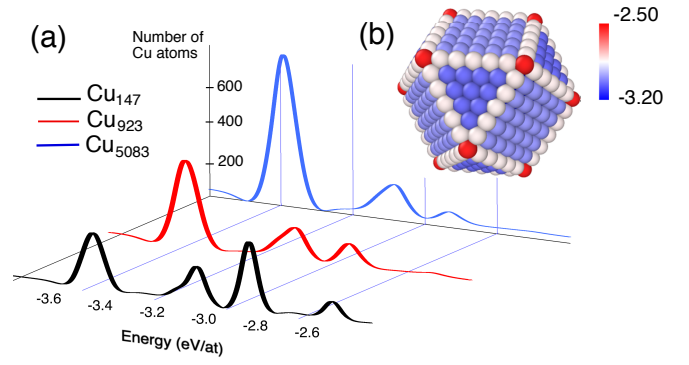 (a)
Number of
Cu atoms
(b)
-2.50
-3.20
Cu147
Cu923
Cu5083
600
400
200
-3.6
-3.4
-3.2
-3.0
-2.8
-2.6
Energy (eV/at)